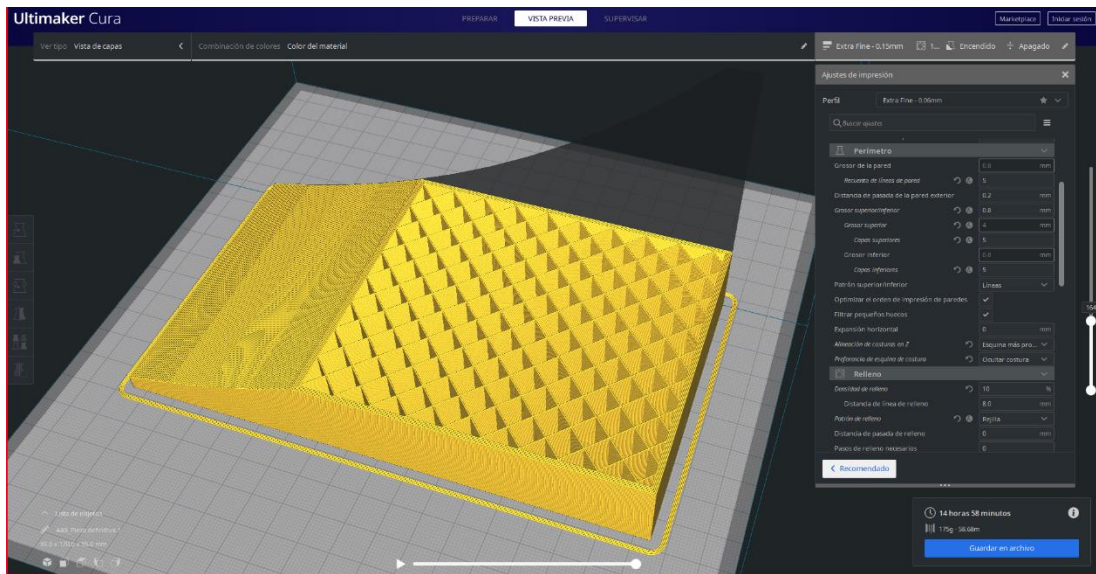 Ultimaker Cura
PREPARAR
VISTA PREVIA
SUPERVISAR
Marketplace
Iniciar sesión
Ver tipo Vista de capas
Combinación de colores Color del material
Extra Fine - 0.15mm
1...
Encendido
Apagado
Ajustes de impresión
Perfil
Extra Fine - 0.06mm
Buscar ajustes
Perímetro
Grosor de la pared 0.8 mm
Recuento de líneas de pared 5
Distancia de pasada de la pared exterior 0.2 mm
Grosor superior/inferior 0.8 mm
Grosor superior 4 mm
Capas superiores 5
Grosor inferior 0.8 mm
Capas inferiores 5
Patrón superior/inferior Líneas
Optimizar el orden de impresión de paredes
Filtrar pequeños huecos
Expansión horizontal 0 mm
Alineación de costuras en Z Esquina más pro...
Preferencia de esquina de costura Ocultar costura
Relleno
Densidad de relleno 10 %
Distancia de línea de relleno 8.0 mm
Patrón de relleno Rejilla
Distancia de pasada de relleno 0 mm
Pasos de relleno necesarios 0
Recomendado
Lista de objetos
14 horas 58 minutos
175g - 58.68m
Guardar en archivo